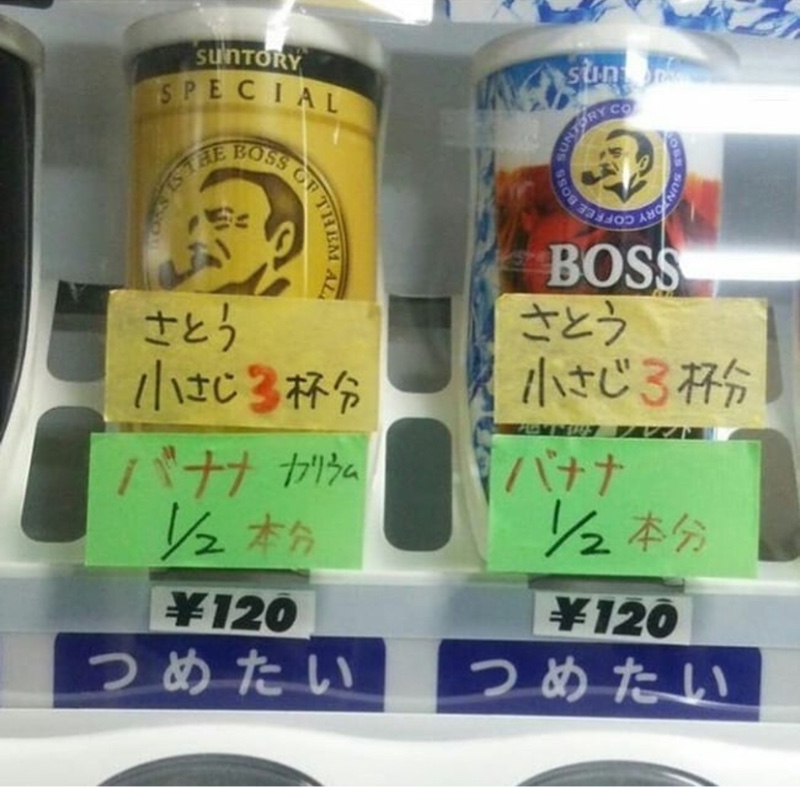 SUNTORY
SPECIAL
BOSS IS THE BOSS OF THEM ALL
さとう
小さじ3杯分
バナナ カリウム
1/2 本分
¥120
つめたい
SUNTORY
SUNTORY COFFEE BOSS SUNTORY COFFEE BOSS
BOSS
さとう
小さじ3杯分
バナナ
1/2 本分
¥120
つめたい